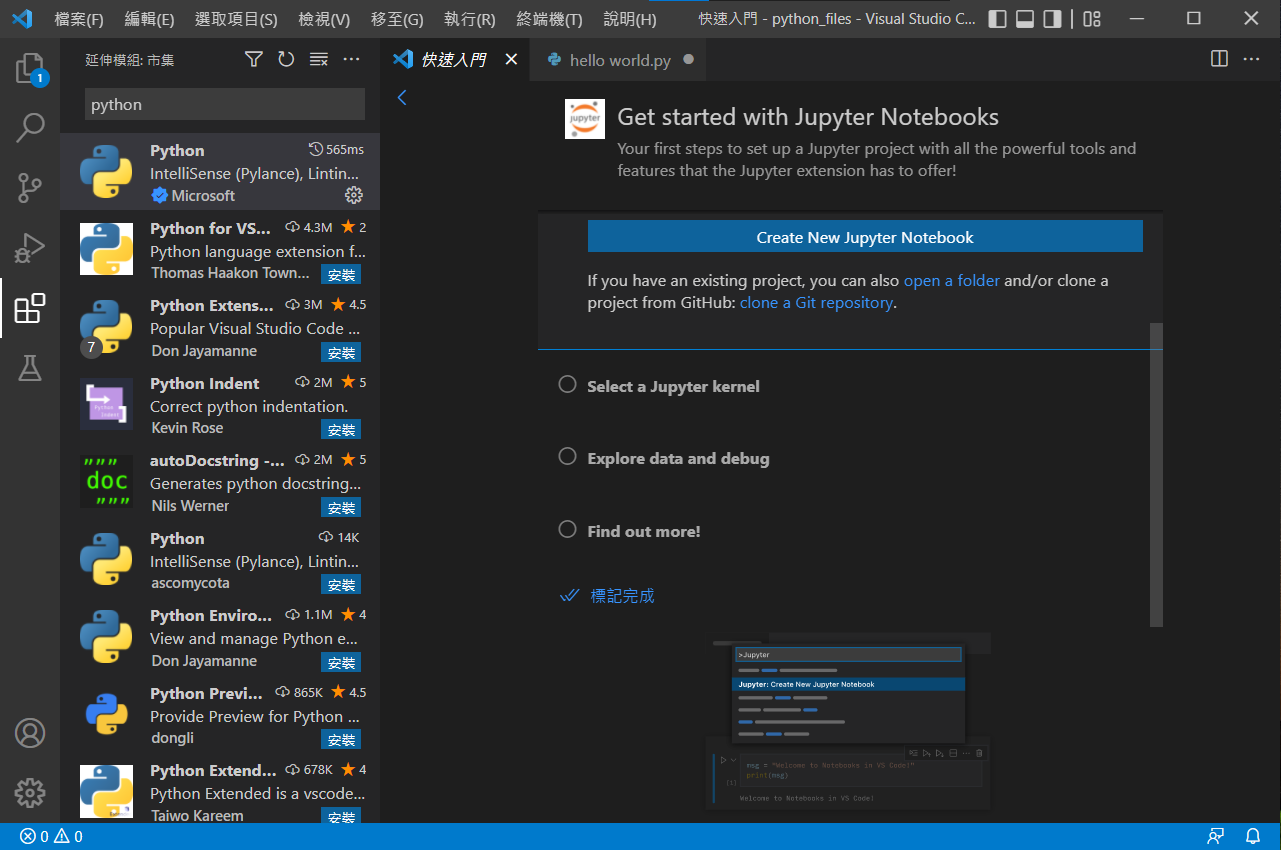 檔案(F) 編輯(E) 選取項目(S) 檢視(V) 移至(G) 執行(R) 終端機(T) 說明(H) 快速入門 - python_files - Visual Studio C...
延伸模組: 市集
快速入門
hello world.py
1
python
Python 565ms
IntelliSense (Pylance), Lintin...
Microsoft
Python for VS... 4.3M 2
Python language extension f...
Thomas Haakon Town... 安裝
Python Extens... 3M 4.5
Popular Visual Studio Code ...
7
Don Jayamanne 安裝
Python Indent 2M 5
Correct python indentation.
Kevin Rose 安裝
autoDocstring -... 2M 5
Generates python docstring...
Nils Werner 安裝
""" doc """
Python 14K
IntelliSense (Pylance), Lintin...
ascomycota 安裝
Python Enviro... 1.1M 4
View and manage Python e...
Don Jayamanne 安裝
Python Previ... 865K 4.5
Provide Preview for Python ...
dongli 安裝
Python Extend... 678K 4
Python Extended is a vscode...
Taiwo Kareem 安裝
jupyter
Get started with Jupyter Notebooks
Your first steps to set up a Jupyter project with all the powerful tools and
features that the Jupyter extension has to offer!
Create New Jupyter Notebook
If you have an existing project, you can also open a folder and/or clone a
project from GitHub: clone a Git repository.
Select a Jupyter kernel
Explore data and debug
Find out more!
標記完成
>Jupyter
Jupyter: Create New Jupyter Notebook
msg = "Welcome to Notebooks in VS Code!"
print(msg)
[1]
Welcome to Notebooks in VS Code!
0 0